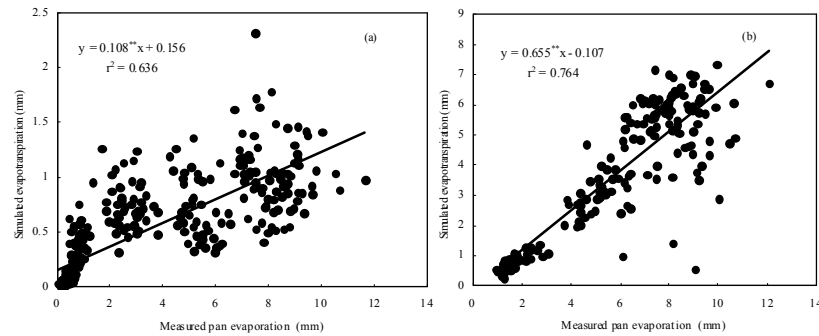 (a)
y = 0.108**x + 0.156
r² = 0.636
Simulated evapotranspiration (mm)
2.5
2
1.5
1
0.5
0
0 2 4 6 8 10 12 14
Measured pan evaporation (mm)
(b)
y = 0.655**x - 0.107
r² = 0.764
Simulated evapotranspiration (mm)
9
8
7
6
5
4
3
2
1
0
0 2 4 6 8 10 12 14
Measured pan evaporation (mm)